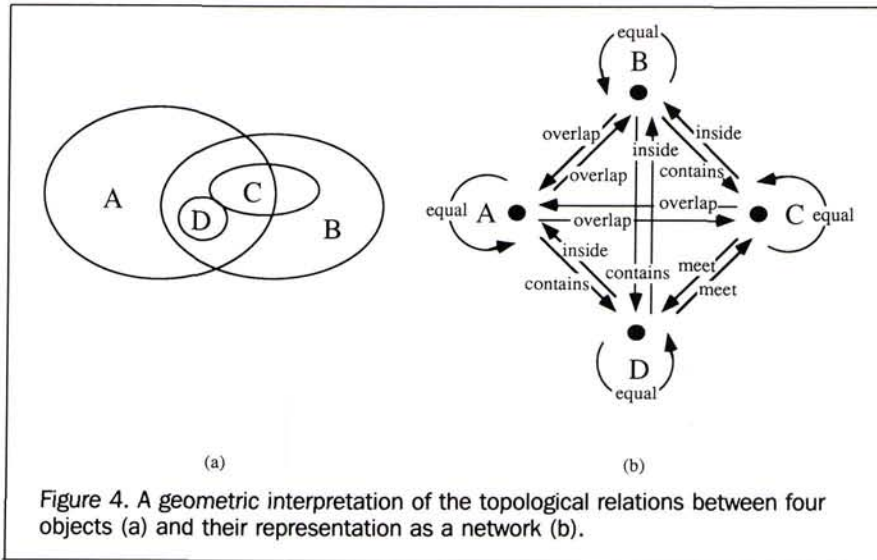 A
D
C
B
(a)
equal
B
overlap
overlap
inside
inside
contains
equal
A
overlap
overlap
C
equal
inside
contains
contains
meet
meet
D
equal
(b)
Figure 4. A geometric interpretation of the topological relations between four
objects (a) and their representation as a network (b).